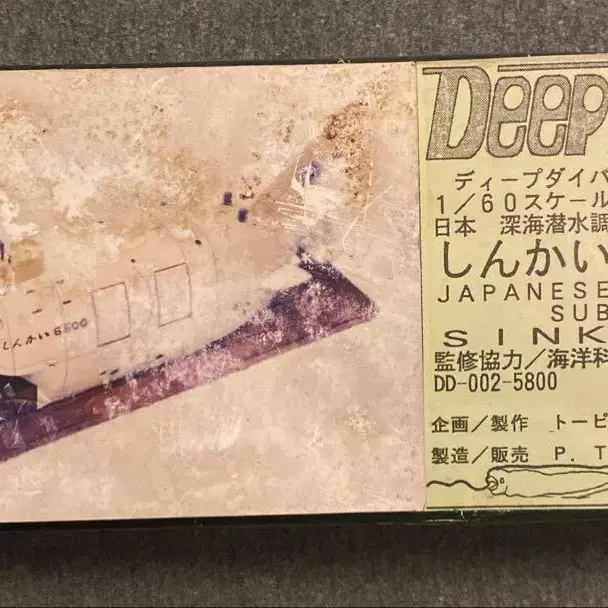 しんかい6500
Deep
ディープダイバ
1/60スケール
日本 深海潜水調
しんかい
JAPANESE
SUB
SINK
監修協力/海洋科
DD-002-5800
企画/製作 トービ
製造/販売 P. T